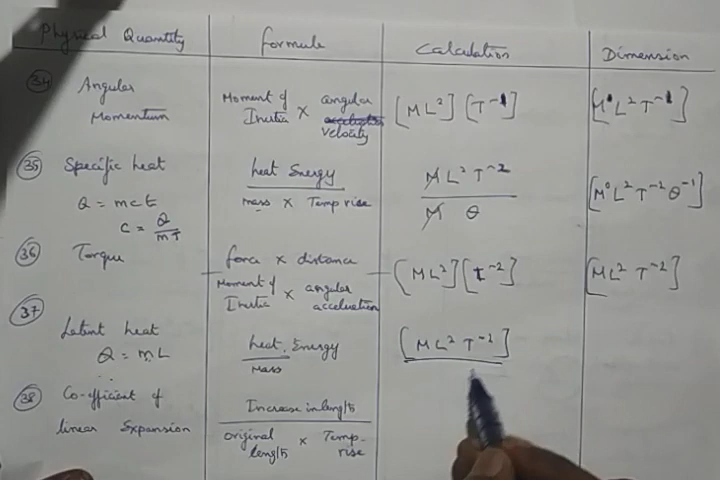 Physical Quantity formule Calculation Dimension
34 Angular Momentum
Moment of Inertia × angular velocity
[ML²] [T⁻¹]
[M¹L²T⁻¹]
35 Specific heat
Q = mct
C = Q/mT
heat Energy / mass × Temp rise
ML²T⁻² / M θ
[M⁰L²T⁻²θ⁻¹]
36 Torque
force × distance
Moment of Inertia × angular acceleration
[ML²][T⁻²]
[ML²T⁻²]
37 Latent heat
Q = mL
heat Energy / Mass
[ML²T⁻²]
38 Co-efficient of
linear Expansion
Increase in length / original length × Temp-rise